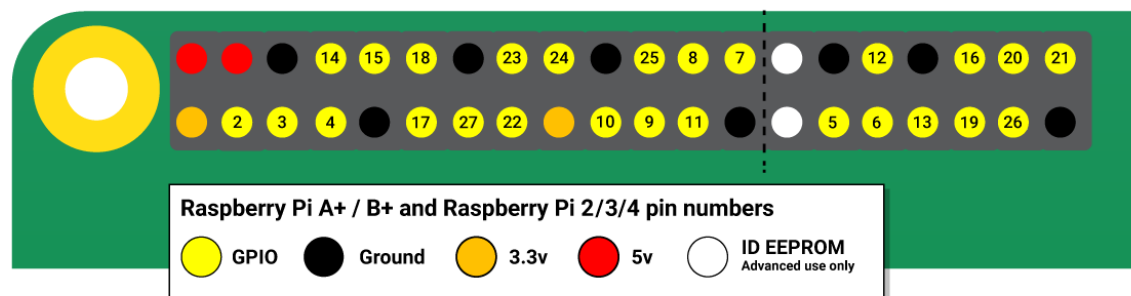 14 15 18 23 24 25 8 7 12 16 20 21
2 3 4 17 27 22 10 9 11 5 6 13 19 26
Raspberry Pi A+ / B+ and Raspberry Pi 2/3/4 pin numbers
GPIO Ground 3.3v 5v ID EEPROM
Advanced use only